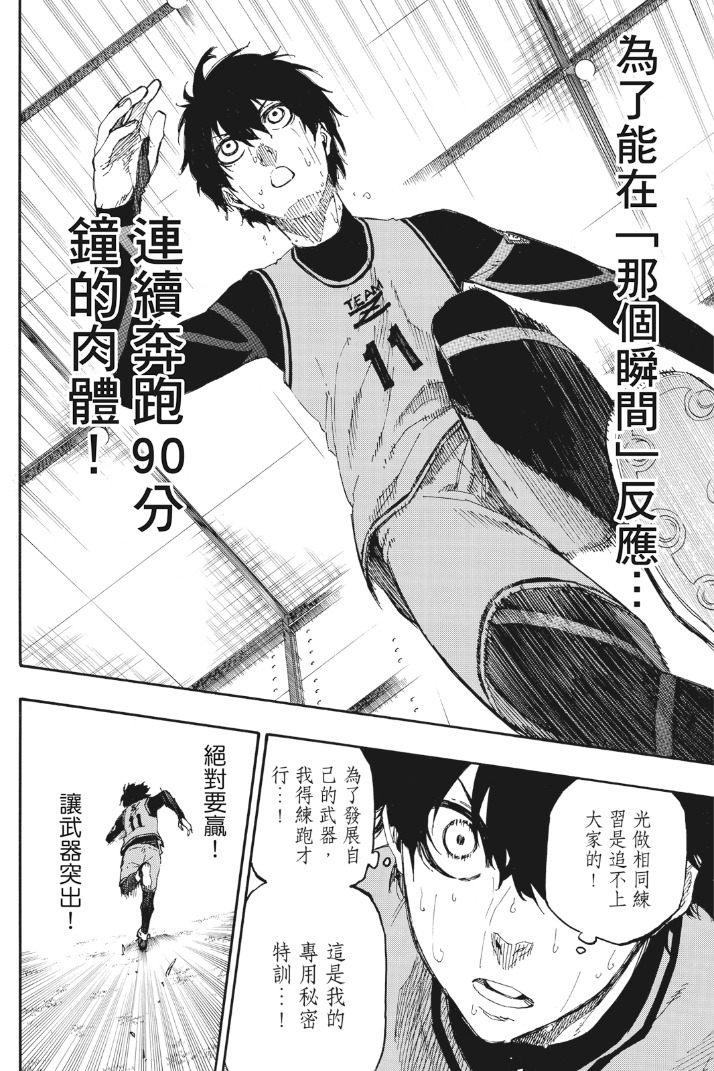 為了能在「那個瞬間」反應…
連續奔跑90分
鐘的肉體！
TEAM
Z
11
光做相同練
習是追不上
大家的！
為了發展自
己的武器，
我得練跑才
行…！
這是我的
專用秘密
特訓…！
絕對要贏！
讓武器突出！
11